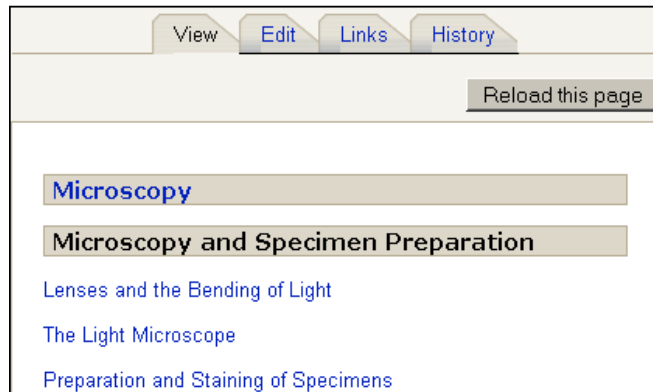 View Edit Links History
Reload this page
Microscopy
Microscopy and Specimen Preparation
Lenses and the Bending of Light
The Light Microscope
Preparation and Staining of Specimens